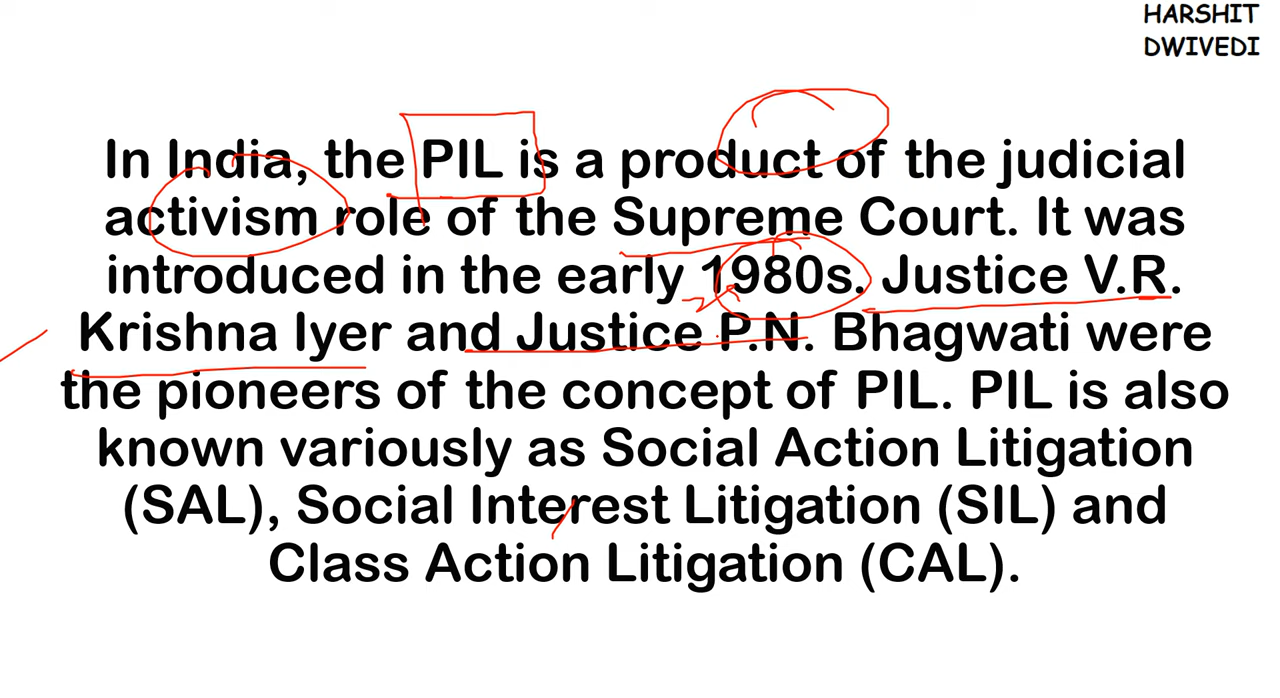 HARSHIT
DWIVEDI
In India, the PIL is a product of the judicial
activism role of the Supreme Court. It was
introduced in the early 1980s. Justice V.R.
Krishna Iyer and Justice P.N. Bhagwati were
the pioneers of the concept of PIL. PIL is also
known variously as Social Action Litigation
(SAL), Social Interest Litigation (SIL) and
Class Action Litigation (CAL).